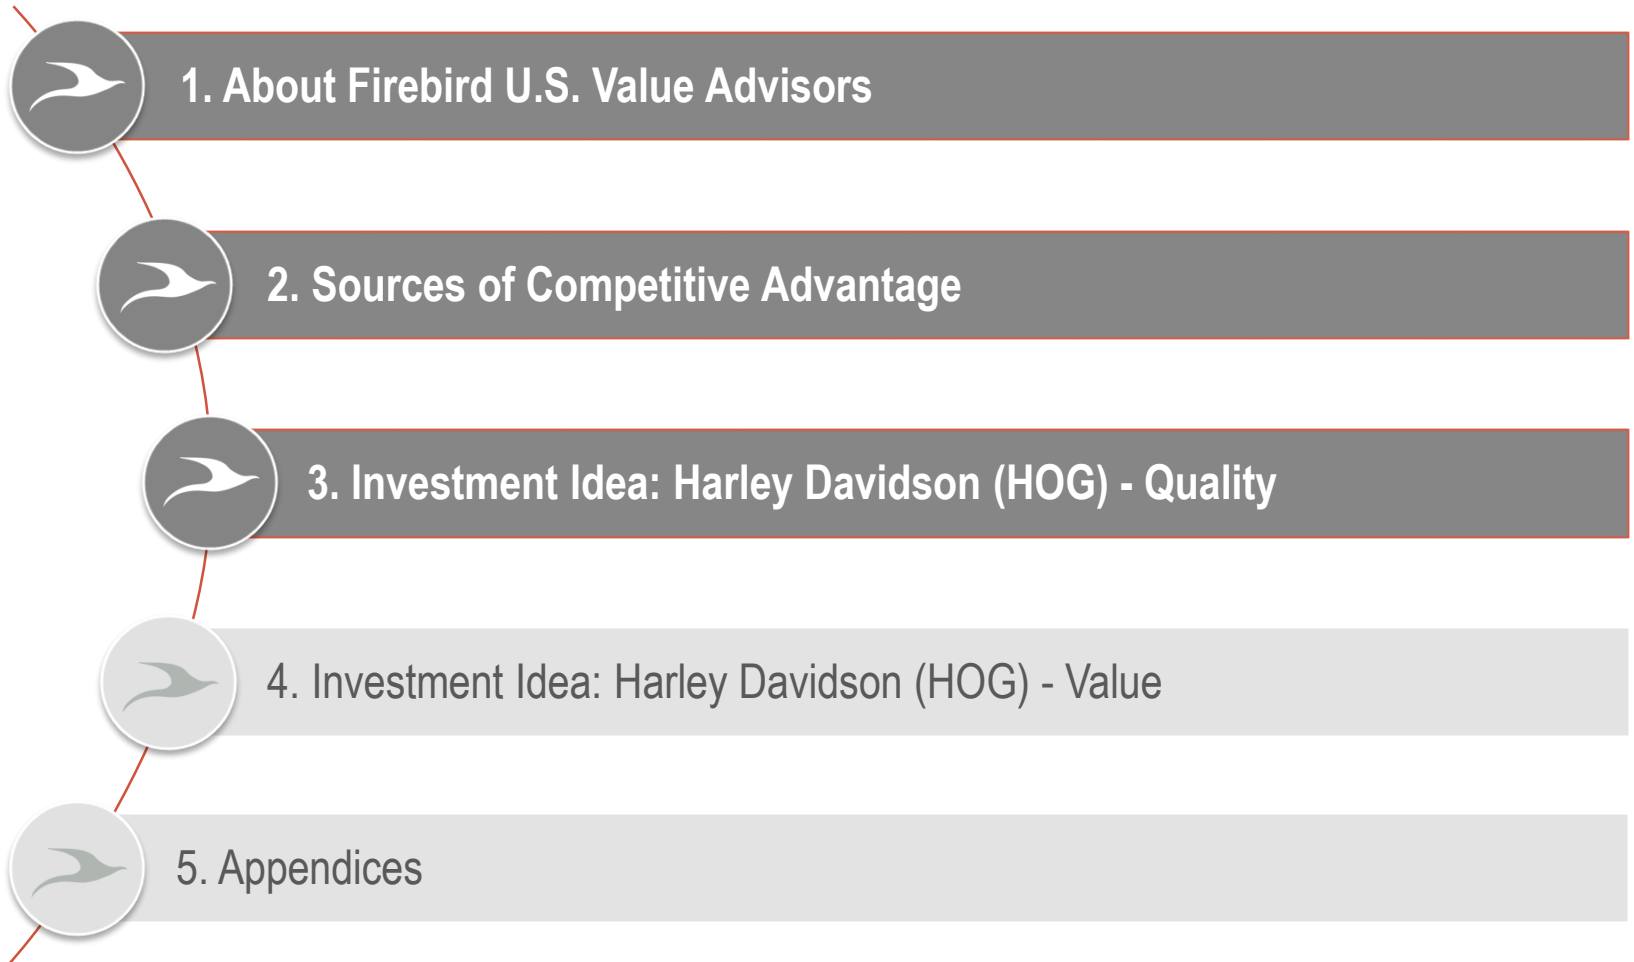 1. About Firebird U.S. Value Advisors
2. Sources of Competitive Advantage
3. Investment Idea: Harley Davidson (HOG) - Quality
4. Investment Idea: Harley Davidson (HOG) - Value
5. Appendices